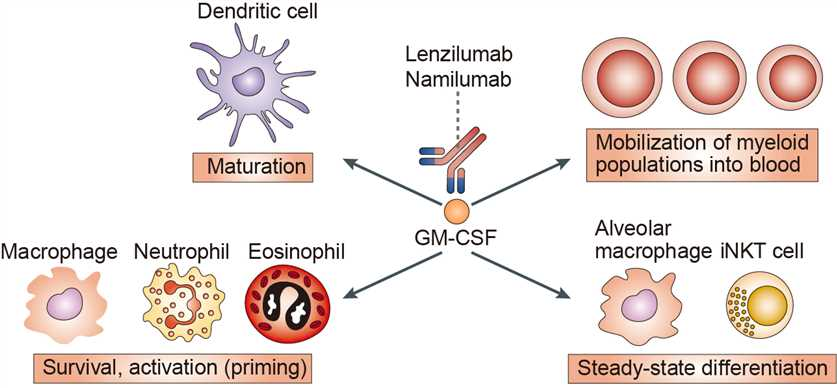 Dendritic cell
Maturation
Lenzilumab
Namilumab
GM-CSF
Mobilization of myeloid
populations into blood
Macrophage Neutrophil Eosinophil
Survival, activation (priming)
Alveolar
macrophage iNKT cell
Steady-state differentiation